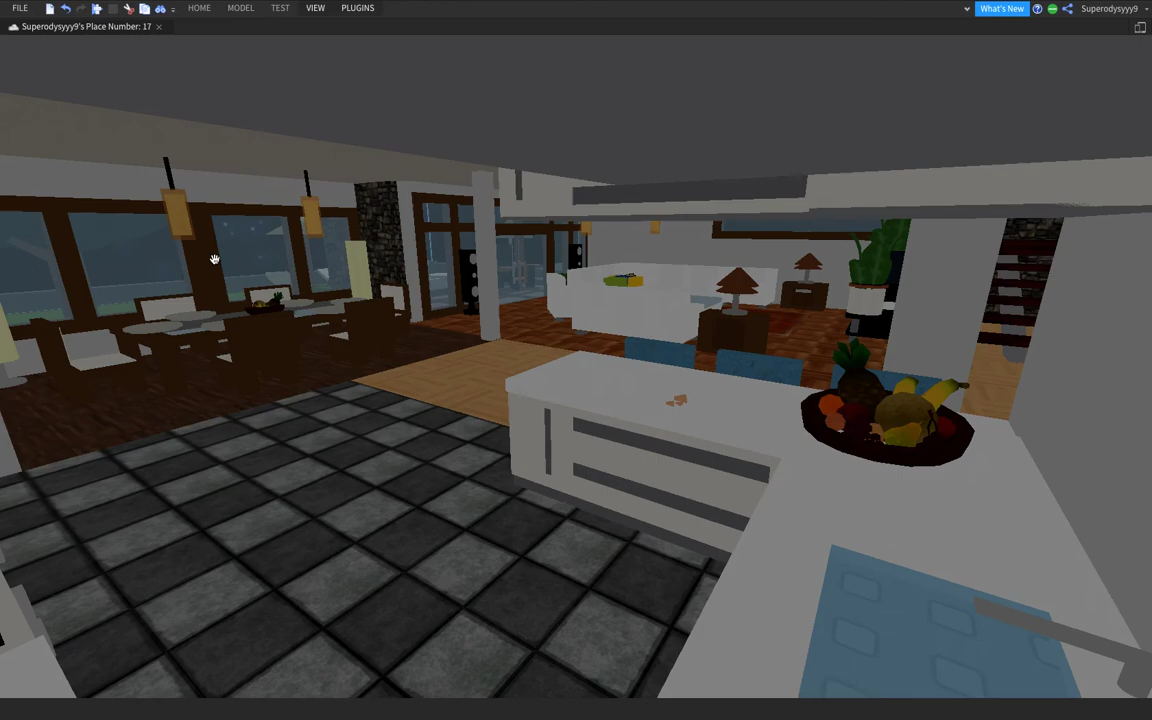 FILE HOME MODEL TEST VIEW PLUGINS What's New Superodysyyy9
Superodysyyy9's Place Number: 17